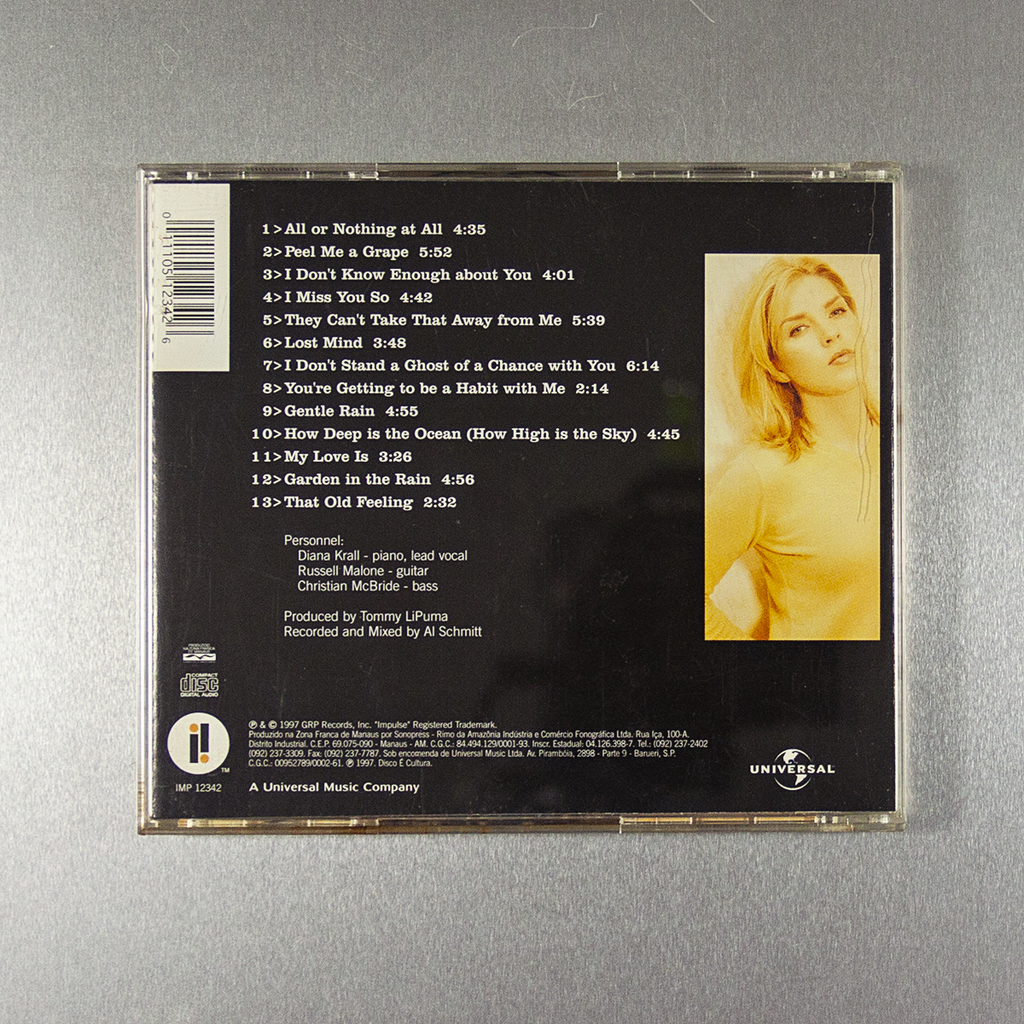 0 11105 12342 6
1 > All or Nothing at All 4:35
2 > Peel Me a Grape 5:52
3 > I Don't Know Enough about You 4:01
4 > I Miss You So 4:42
5 > They Can't Take That Away from Me 5:39
6 > Lost Mind 3:48
7 > I Don't Stand a Ghost of a Chance with You 6:14
8 > You're Getting to be a Habit with Me 2:14
9 > Gentle Rain 4:55
10 > How Deep is the Ocean (How High is the Sky) 4:45
11 > My Love Is 3:26
12 > Garden in the Rain 4:56
13 > That Old Feeling 2:32
Personnel:
Diana Krall - piano, lead vocal
Russell Malone - guitar
Christian McBride - bass
Produced by Tommy LiPuma
Recorded and Mixed by Al Schmitt
COMPACT
disc
DIGITAL AUDIO
i!
TM
IMP 12342
℗ & © 1997 GRP Records, Inc. "Impulse" Registered Trademark.
Produzido na Zona Franca de Manaus por Sonopress - Rimo da Amazônia Indústria e Comércio Fonográfica Ltda. Rua Iça, 100-A.
Distrito Industrial. C.E.P. 69.075-090 - Manaus - AM. C.G.C.: 84.494.129/0001-93. Inscr. Estadual: 04.126.398-7. Tel.: (092) 237-2402
(092) 237-3309. Fax: (092) 237-7787. Sob encomenda de Universal Music Ltda. Av. Pirambóia, 2898 - Parte 9 - Barueri, S.P.
C.G.C.: 00952789/0002-61. ℗ 1997. Disco É Cultura.
A Universal Music Company
UNIVERSAL